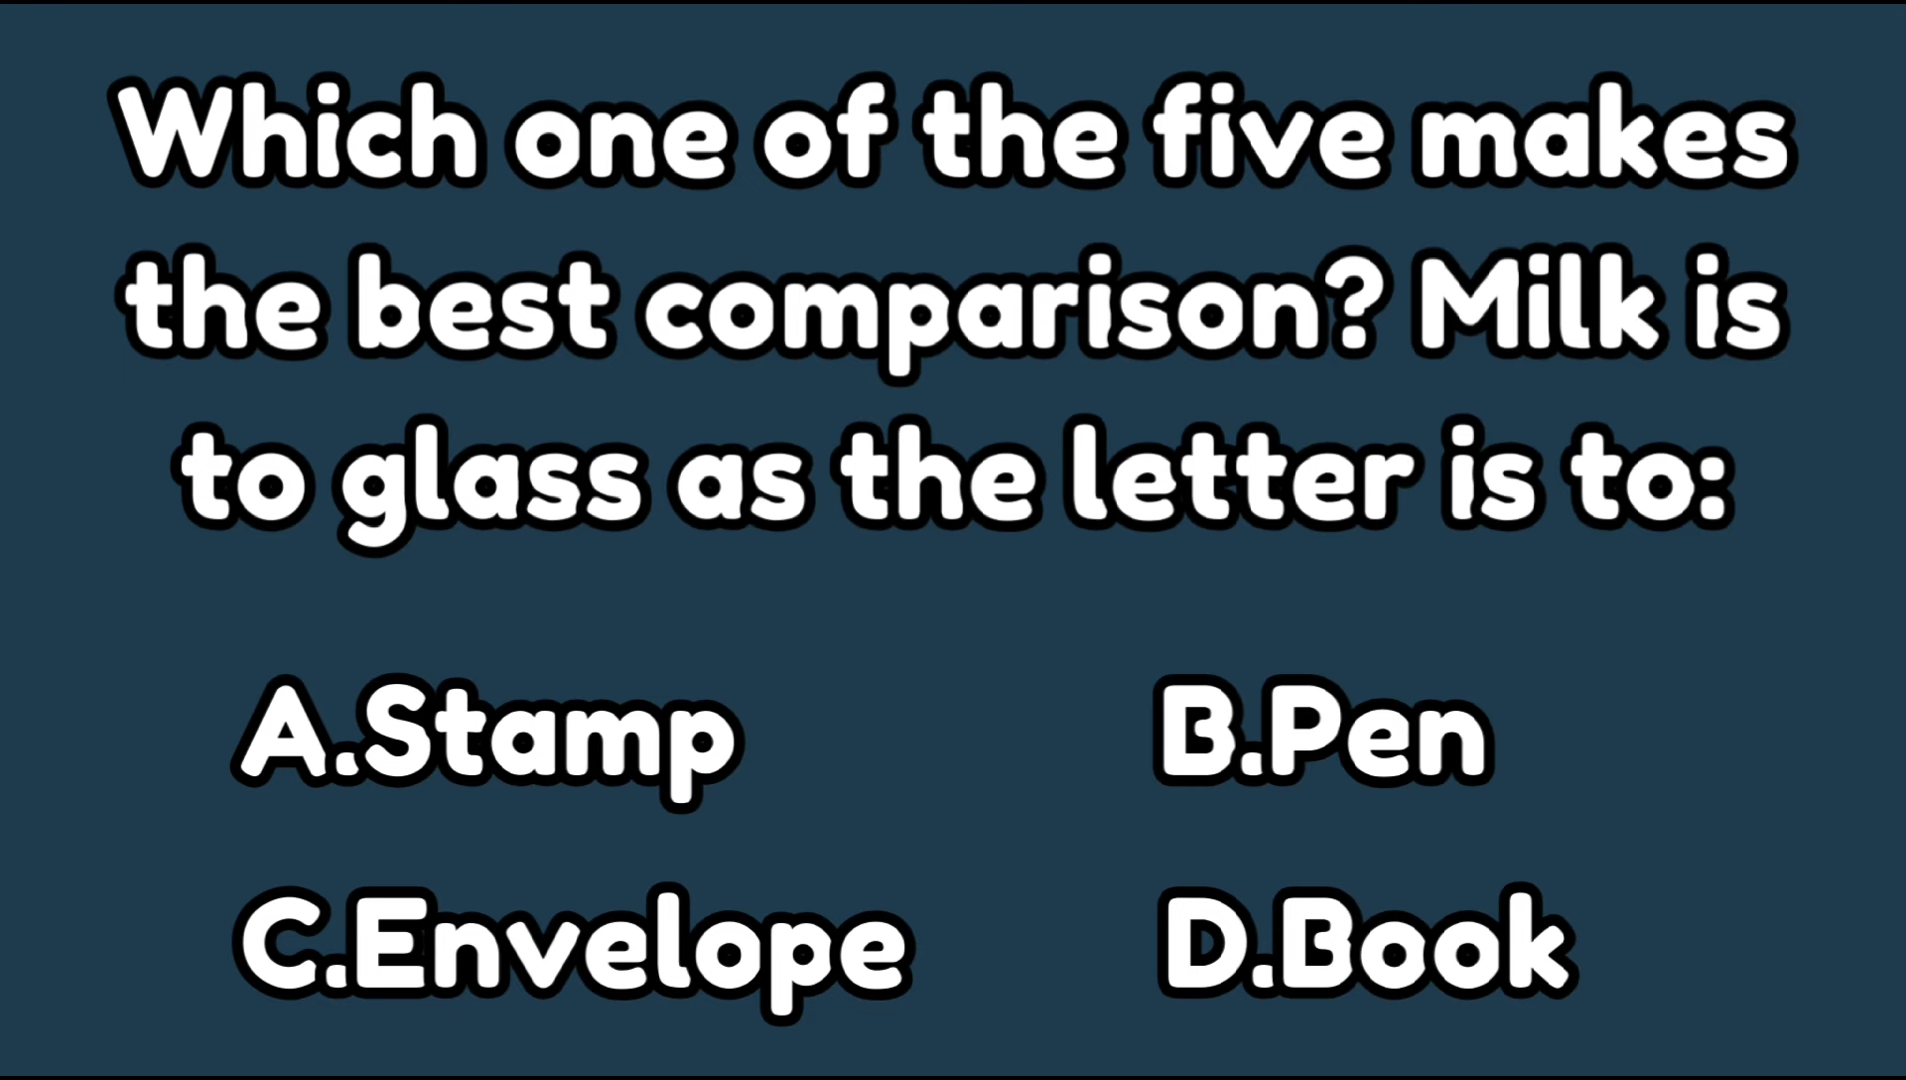 Which one of the five makes
the best comparison? Milk is
to glass as the letter is to:
A.Stamp
B.Pen
C.Envelope
D.Book